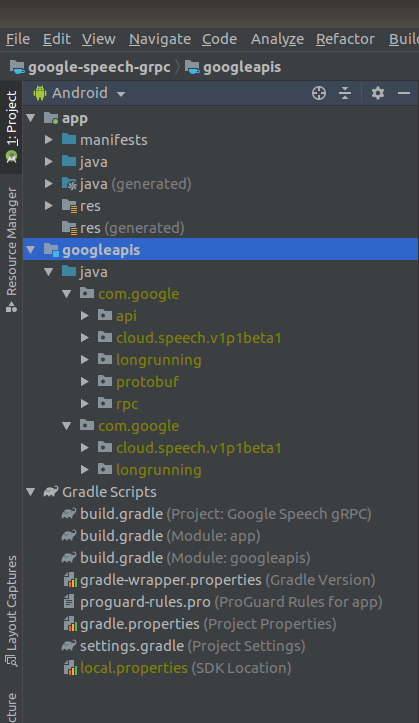 File Edit View Navigate Code Analyze Refactor Buil
google-speech-grpc googleapis
1: Project
Android
app
manifests
java
java (generated)
res
res (generated)
Resource Manager
googleapis
java
com.google
api
cloud.speech.v1p1beta1
longrunning
protobuf
rpc
com.google
cloud.speech.v1p1beta1
longrunning
Gradle Scripts
build.gradle (Project: Google Speech gRPC)
build.gradle (Module: app)
build.gradle (Module: googleapis)
gradle-wrapper.properties (Gradle Version)
proguard-rules.pro (ProGuard Rules for app)
gradle.properties (Project Properties)
settings.gradle (Project Settings)
local.properties (SDK Location)
Layout Captures
cture